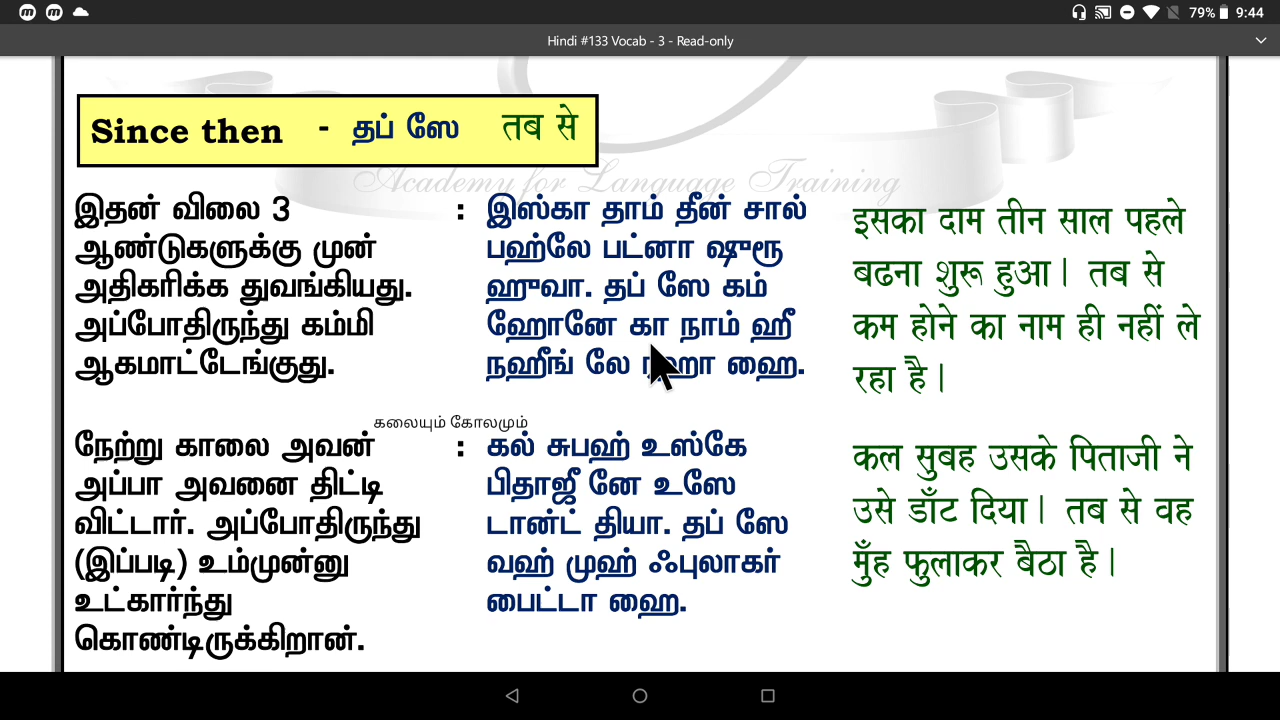 79% 9:44
Hindi #133 Vocab - 3 - Read-only
Since then - தப் ஸே तब से
Academy for Language Training
இதன் விலை 3
ஆண்டுகளுக்கு முன்
அதிகரிக்க துவங்கியது.
அப்போதிருந்து கம்மி
ஆகமாட்டேங்குது.
: இஸ்கா தாம் தீன் சால்
பஹ்லே பட்னா ஷுரூ
ஹுவா. தப் ஸே கம்
ஹோனே கா நாம் ஹீ
நஹீங் லே ரஹா ஹை.
इसका दाम तीन साल पहले
बढना शुरू हुआ। तब से
कम होने का नाम ही नहीं ले
रहा है।
கலையும் கோலமும்
நேற்று காலை அவன்
அப்பா அவனை திட்டி
விட்டார். அப்போதிருந்து
(இப்படி) உம்முன்னு
உட்கார்ந்து
கொண்டிருக்கிறான்.
: கல் சுபஹ் உஸ்கே
பிதாஜீ னே உஸே
டான்ட் தியா. தப் ஸே
வஹ் முஹ் ஃபுலாகர்
பைட்டா ஹை.
कल सुबह उसके पिताजी ने
उसे डाँट दिया। तब से वह
मुँह फुलाकर बैठा है।